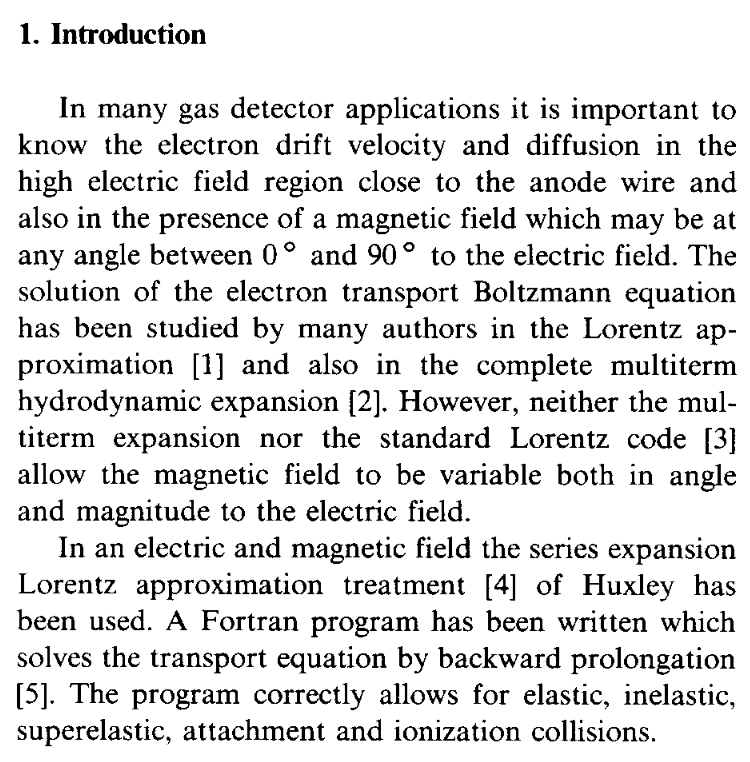 1. Introduction
In many gas detector applications it is important to
know the electron drift velocity and diffusion in the
high electric field region close to the anode wire and
also in the presence of a magnetic field which may be at
any angle between 0° and 90° to the electric field. The
solution of the electron transport Boltzmann equation
has been studied by many authors in the Lorentz ap-
proximation [1] and also in the complete multiterm
hydrodynamic expansion [2]. However, neither the mul-
titerm expansion nor the standard Lorentz code [3]
allow the magnetic field to be variable both in angle
and magnitude to the electric field.
In an electric and magnetic field the series expansion
Lorentz approximation treatment [4] of Huxley has
been used. A Fortran program has been written which
solves the transport equation by backward prolongation
[5]. The program correctly allows for elastic, inelastic,
superelastic, attachment and ionization collisions.